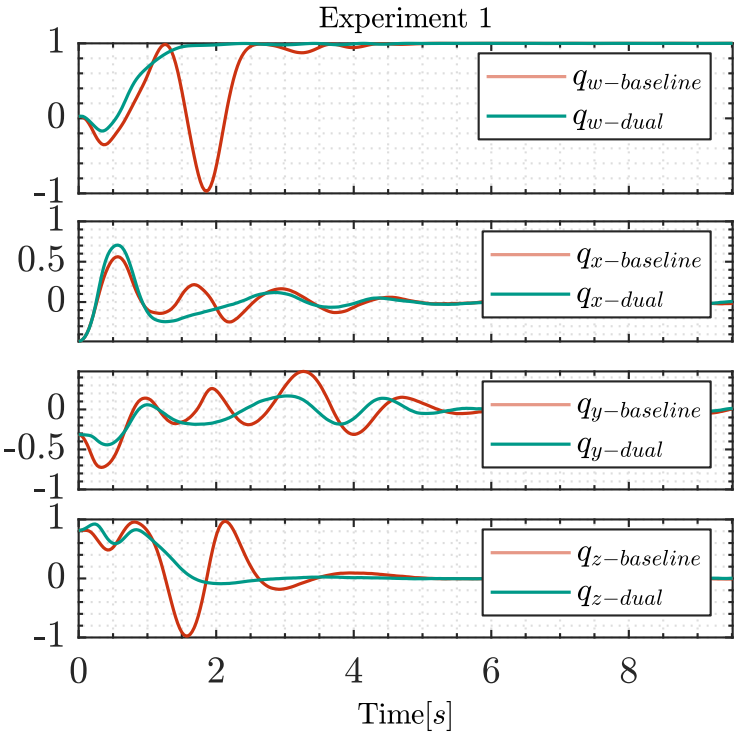 Experiment 1
1
0
-1
q_{w-baseline}
q_{w-dual}
1
0.5
0
q_{x-baseline}
q_{x-dual}
0
-0.5
-1
q_{y-baseline}
q_{y-dual}
1
0
-1
q_{z-baseline}
q_{z-dual}
0 2 4 6 8
Time[s]